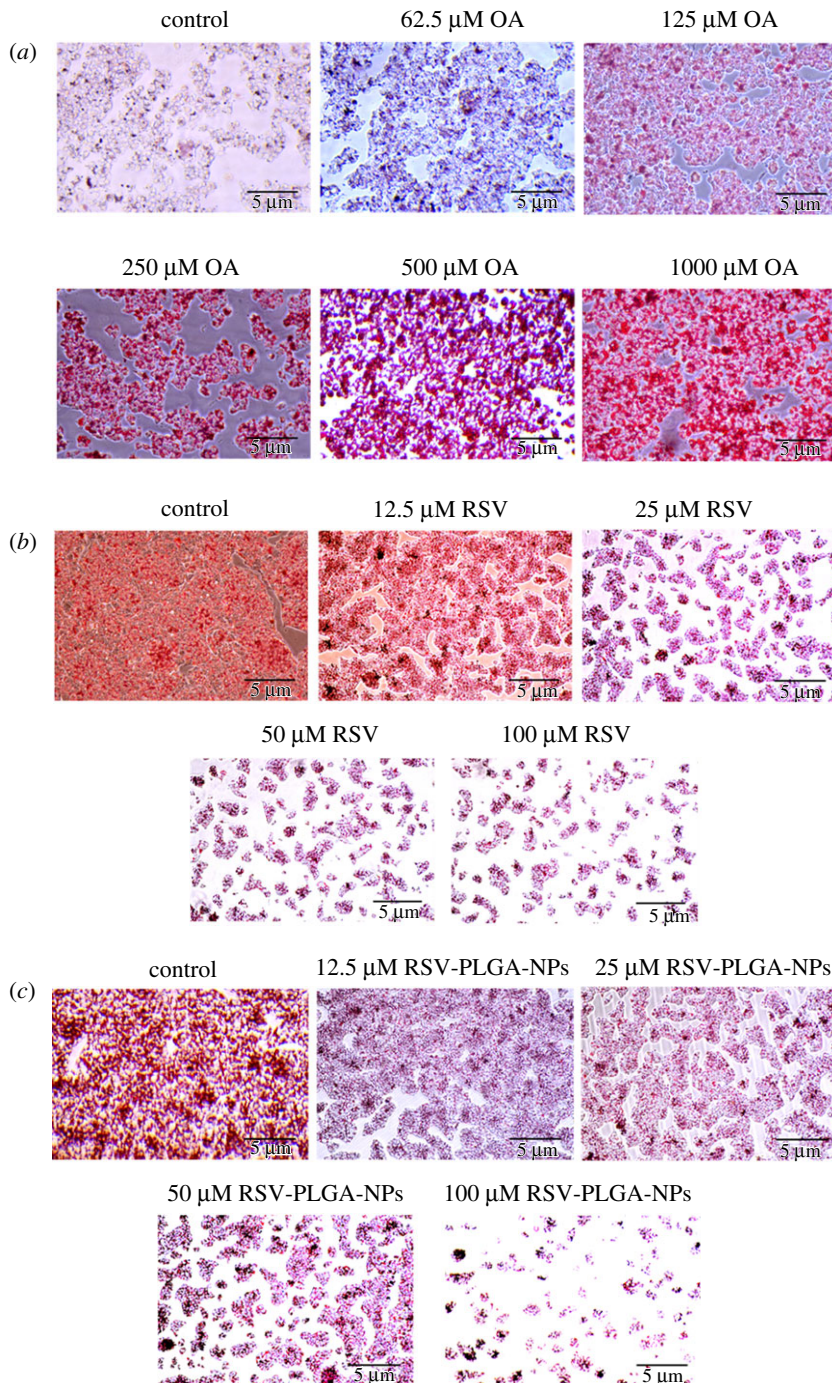 control 62.5 μM OA 125 μM OA
(a)
5 μm 5 μm 5 μm
250 μM OA 500 μM OA 1000 μM OA
5 μm 5 μm 5 μm
control 12.5 μM RSV 25 μM RSV
(b)
5 μm 5 μm 5 μm
50 μM RSV 100 μM RSV
5 μm 5 μm
control 12.5 μM RSV-PLGA-NPs 25 μM RSV-PLGA-NPs
(c)
5 μm 5 μm 5 μm
50 μM RSV-PLGA-NPs 100 μM RSV-PLGA-NPs
5 μm 5 μm